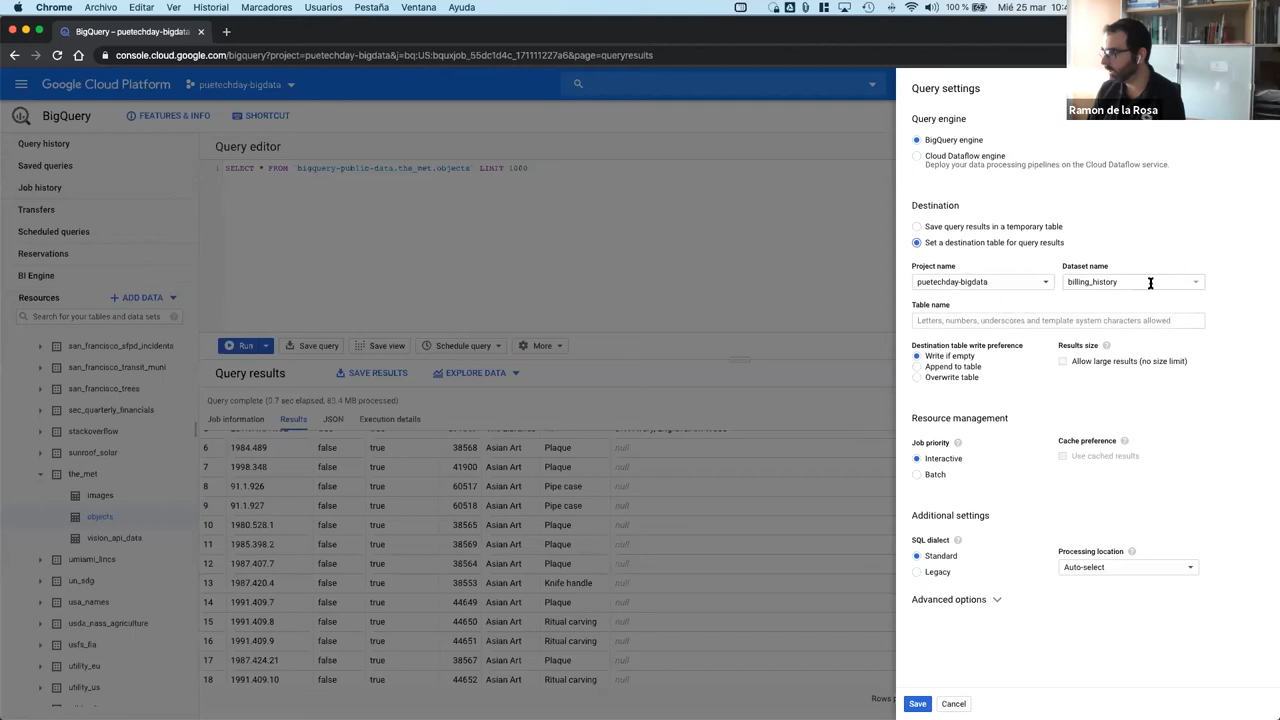 Chrome Archivo Editar Ver Historial Favoritos Personas Pestaña Ventana Ayuda
Mié 25 mar 10:4
BigQuery – puetechday-bigdata
console.cloud.google.com/bigquery?project=puetechday-bigdata&j=bq:US:bquxjob_55dc1d4c_17111127a6&page=queryresults
Google Cloud Platform
puetechday-bigdata
BigQuery
FEATURES & INFO
SHORTCUT
Query history
Saved queries
Job history
Transfers
Scheduled queries
Reservations
BI Engine
Resources
+ ADD DATA
Search for your tables and datasets
san_francisco_sfpd_incidents
san_francisco_transit_muni
san_francisco_trees
sec_quarterly_financials
stackoverflow
sunroof_solar
the_met
images
objects
vision_api_data
umiami_lincs
un_sdg
usa_names
usda_nass_agriculture
usfs_fia
utility_eu
utility_us
Query editor
1 SELECT * FROM bigquery-public-data.the_met.objects LIMIT 1000
Run
Save query
Save view
Schedule
More
Query results
SAVE RESULTS
EXPLORE DATA
Query complete (0.7 sec elapsed, 83.4 MB processed)
Job information Results JSON Execution details
6 1984.489 false true 38568 Asian Art Plaque null
7 1998.348 false true 41900 Asian Art Plaque null
8 91.1.926 false true 60517 Asian Art Pipe case null
9 91.1.927 false true 60518 Asian Art Pipe case null
10 1980.528.1 false true 38565 Asian Art Plaque null
11 1985.398.2 false true 38569 Asian Art Plaque null
12 1987.407.7 false true 38564 Asian Art Plaque null
13 1987.420.4 false true 38553 Asian Art Knife handle null
14 1991.409.7 false true 44649 Asian Art Ritual carving null
15 1991.409.8 false true 44650 Asian Art Ritual carving null
16 1991.409.9 false true 44651 Asian Art Ritual carving null
17 1987.424.21 false true 38567 Asian Art Plaque null
18 1991.409.10 false true 44652 Asian Art Ritual carving null
Rows p
Ramon de la Rosa
Query settings
Query engine
BigQuery engine
Cloud Dataflow engine
Deploy your data processing pipelines on the Cloud Dataflow service.
Destination
Save query results in a temporary table
Set a destination table for query results
Project name Dataset name
puetechday-bigdata billing_history
Table name
Letters, numbers, underscores and template system characters allowed
Destination table write preference Results size
Write if empty
Allow large results (no size limit)
Append to table
Overwrite table
Resource management
Job priority Cache preference
Interactive Use cached results
Batch
Additional settings
SQL dialect
Standard
Processing location
Legacy
Auto-select
Advanced options
Save Cancel